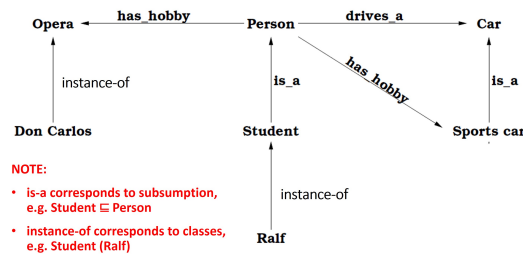 Opera
has_hobby
Person
drives_a
Car
instance-of
is_a
has_hobby
is_a
Don Carlos
Student
Sports car
NOTE:
• is-a corresponds to subsumption,
e.g. Student ⊑ Person
instance-of
• instance-of corresponds to classes,
e.g. Student (Ralf)
Ralf